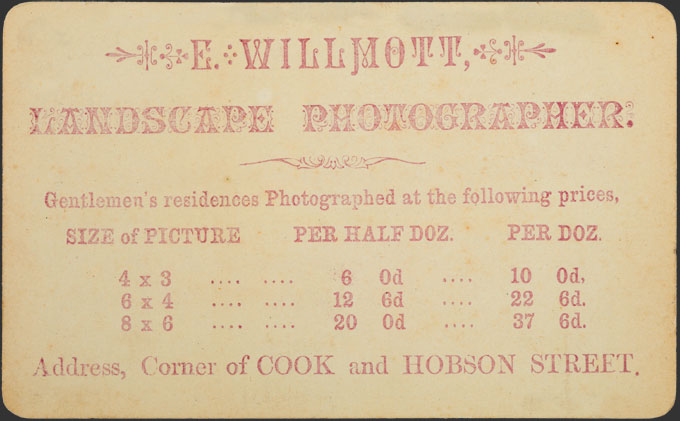 E. WILLMOTT,
LANDSCAPE PHOTOGRAPHER.
Gentlemen's residences Photographed at the following prices,
SIZE of PICTURE PER HALF DOZ. PER DOZ.
4 x 3 .... .... 6 0d .... 10 0d,
6 x 4 .... .... 12 6d .... 22 6d.
8 x 6 .... .... 20 0d .... 37 6d.
Address, Corner of COOK and HOBSON STREET.